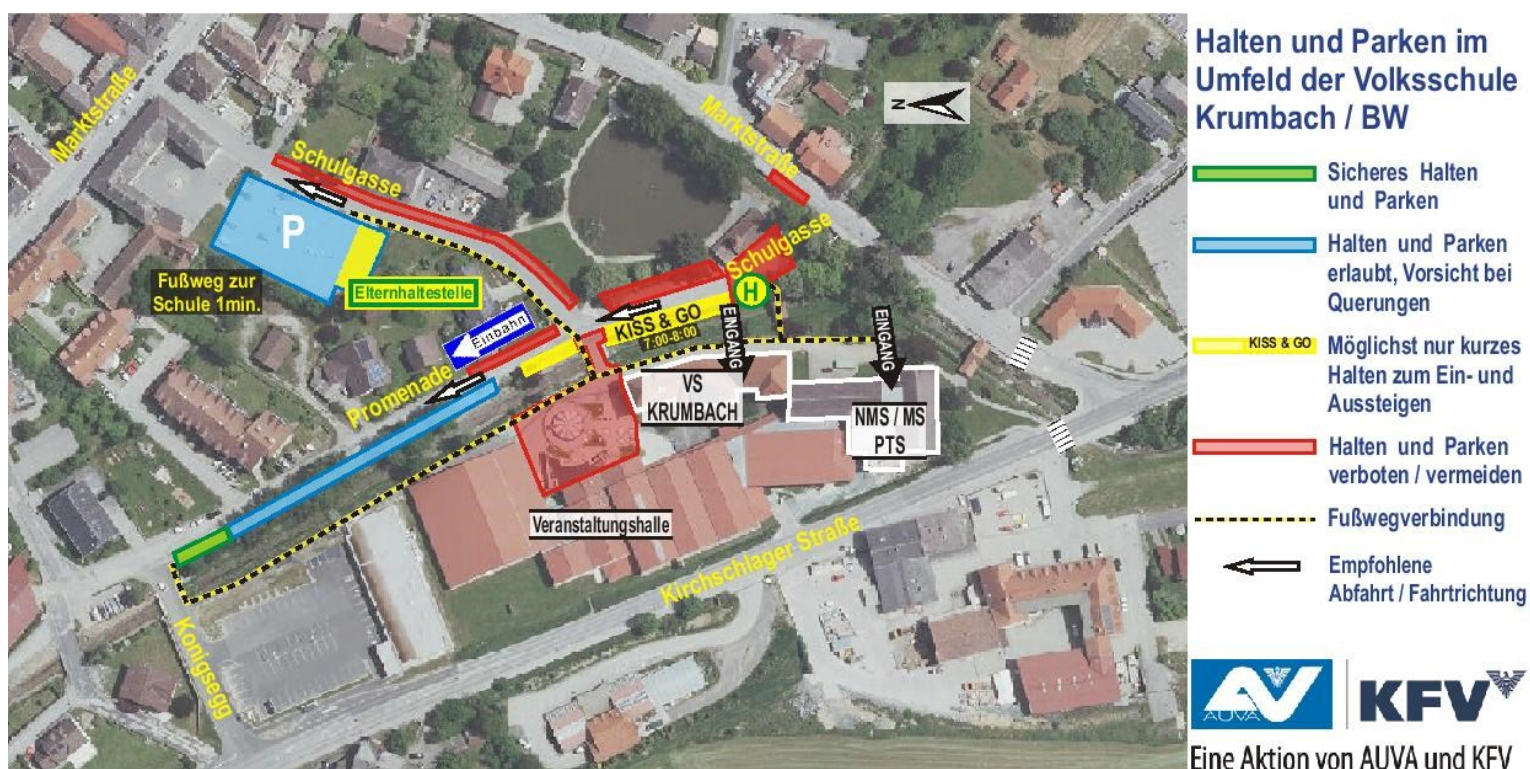 Halten und Parken im
Umfeld der Volksschule
Krumbach / BW
Sicheres Halten
und Parken
Halten und Parken
erlaubt, Vorsicht bei
Querungen
KISS & GO
Möglichst nur kurzes
Halten zum Ein- und
Aussteigen
Halten und Parken
verboten / vermeiden
Fußwegverbindung
Empfohlene
Abfahrt / Fahrtrichtung
AUVA
KFV
Eine Aktion von AUVA und KFV
Marktstraße
Schulgasse
P
Fußweg zur
Schule 1min.
Elternhaltestelle
Einbahn
Promenade
N
Marktstraße
Schulgasse
H
KISS & GO
7:00-8:00
EINGANG
EINGANG
VS
KRUMBACH
NMS / MS
PTS
Veranstaltungshalle
Kirchschlager Straße
Königsegg